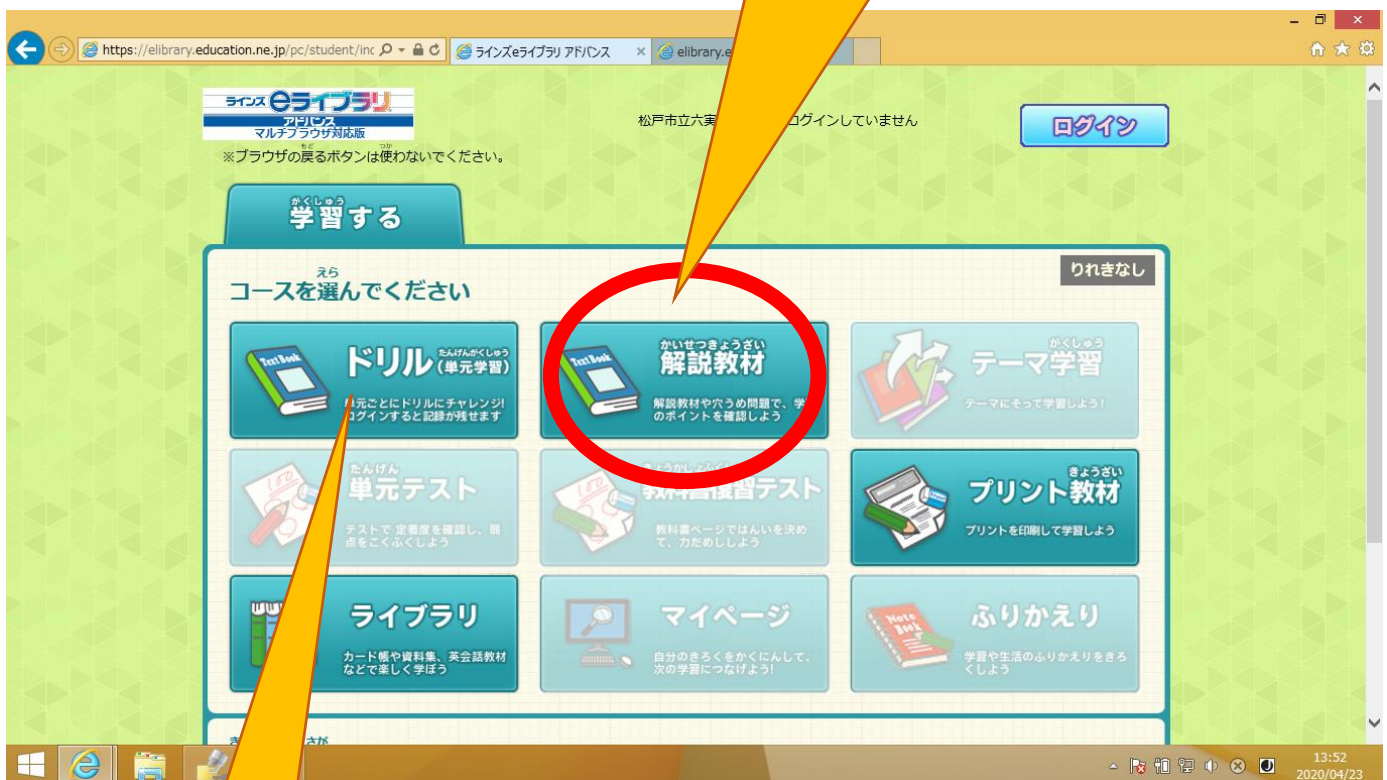 https://elibrary.education.ne.jp/pc/student/inc
ラインズeライブラリ アドバンス
elibrary.e
ラインズ eライブラリ
アドバンス
マルチブラウザ対応版
松戸市立六実
ログインしていません
ログイン
※ブラウザの戻るボタンは使わないでください。
もど
つか
がくしゅう
学習する
りれきなし
えら
コースを選んでください
Text Book
たんげんがくしゅう
ドリル(単元学習)
元ごとにドリルにチャレンジ!
ログインすると記録が残せます
Text Book
かいせつきょうざい
解説教材
解説教材や穴うめ問題で、学
のポイントを確認しよう
がくしゅう
テーマ学習
テーマにそって学習しよう!
たんげん
単元テスト
テストで 定着度を確認し、弱
点をこくふくしよう
教科書復習テスト
教科書ページではんいを決め
て、力だめししよう
きょうざい
プリント教材
プリントを印刷して学習しよう
ライブラリ
カード帳や資料集、英会話教材
などで楽しく学ぼう
マイページ
自分のきろくをかくにんして、
次の学習につなげよう!
Note Book
ふりかえり
学習や生活のふりかえりをきろ
くしよう
13:52
2020/04/23